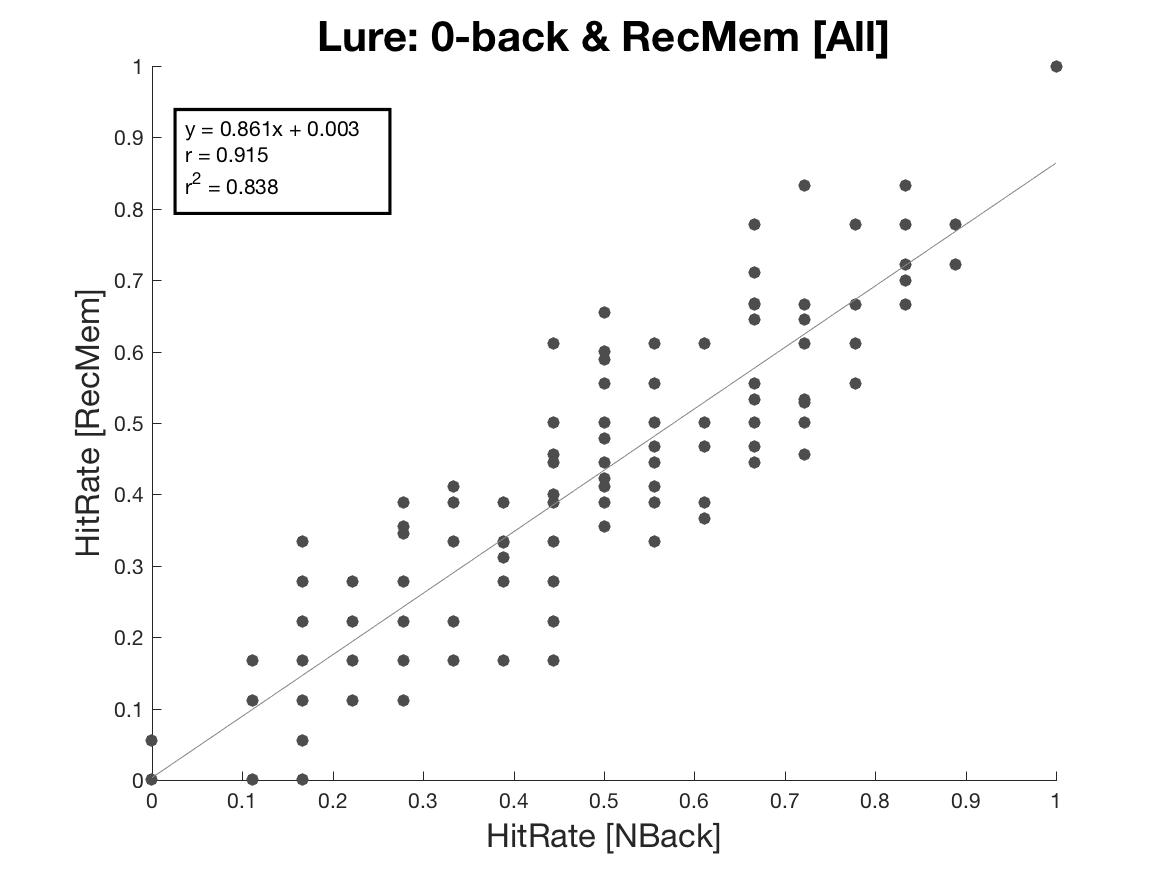 Lure: 0-back & RecMem [All]
y = 0.861x + 0.003
r = 0.915
r² = 0.838
HitRate [RecMem]
1
0.9
0.8
0.7
0.6
0.5
0.4
0.3
0.2
0.1
0
0 0.1 0.2 0.3 0.4 0.5 0.6 0.7 0.8 0.9 1
HitRate [NBack]